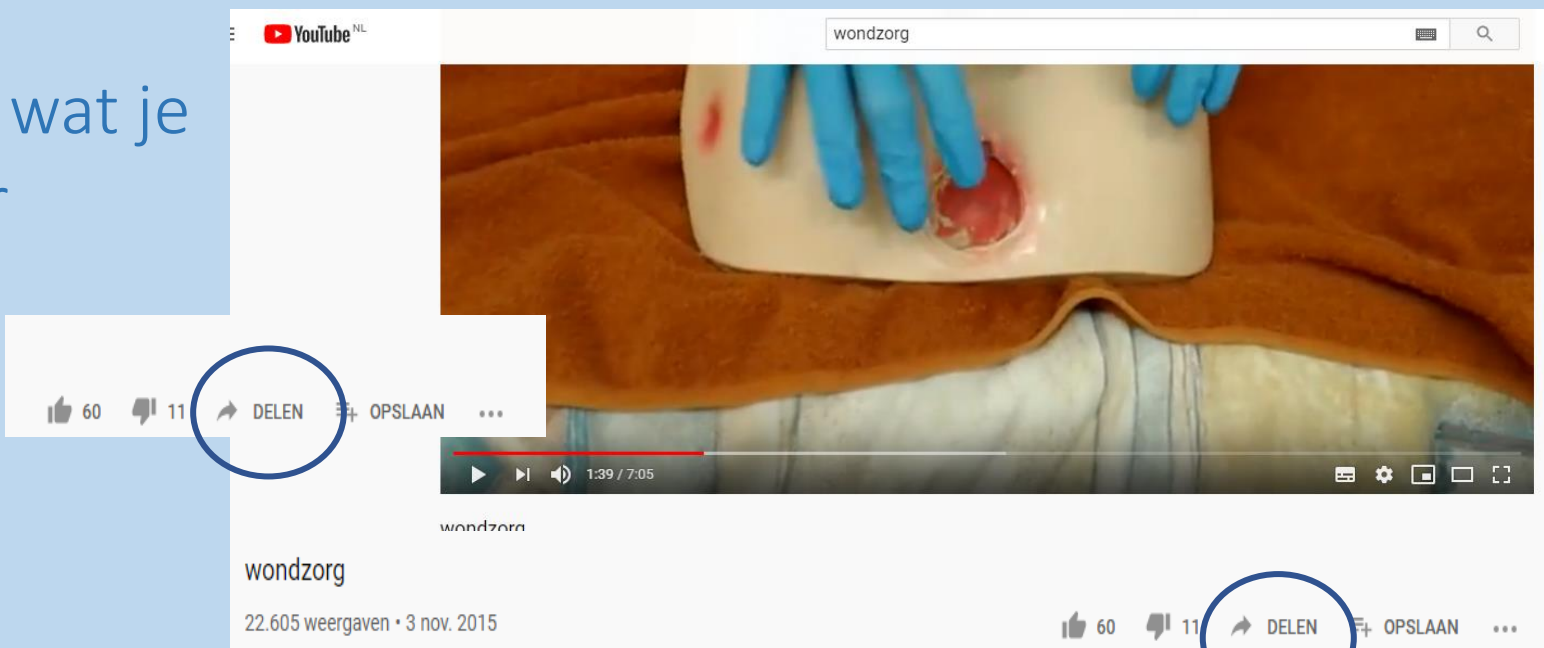 wat je
YouTube NL
wondzorg
60 11 DELEN OPSLAAN
1:39 / 7:05
wondzorg
wondzorg
22.605 weergaven • 3 nov. 2015
60 11 DELEN OPSLAAN